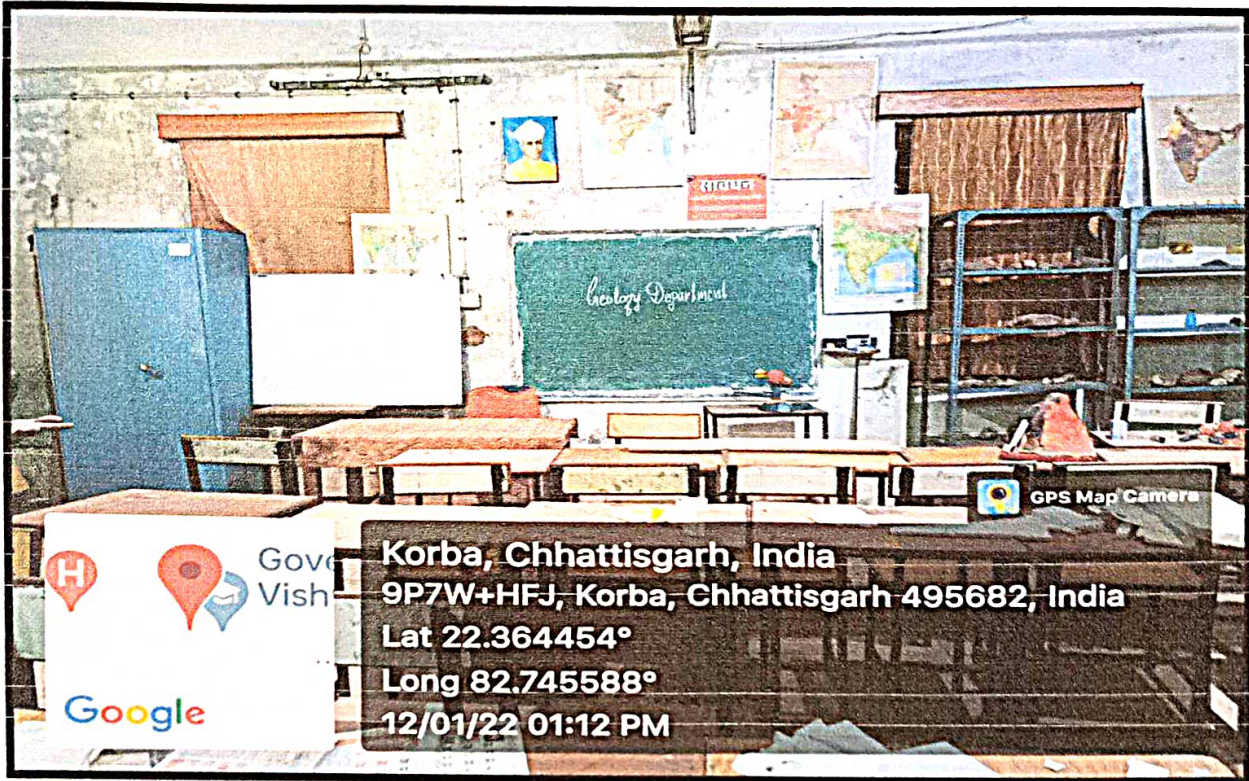 Geology Department
GPS Map Camera
H
Gove
Vish
Google
Korba, Chhattisgarh, India
9P7W+HFJ, Korba, Chhattisgarh 495682, India
Lat 22.364454°
Long 82.745588°
12/01/22 01:12 PM